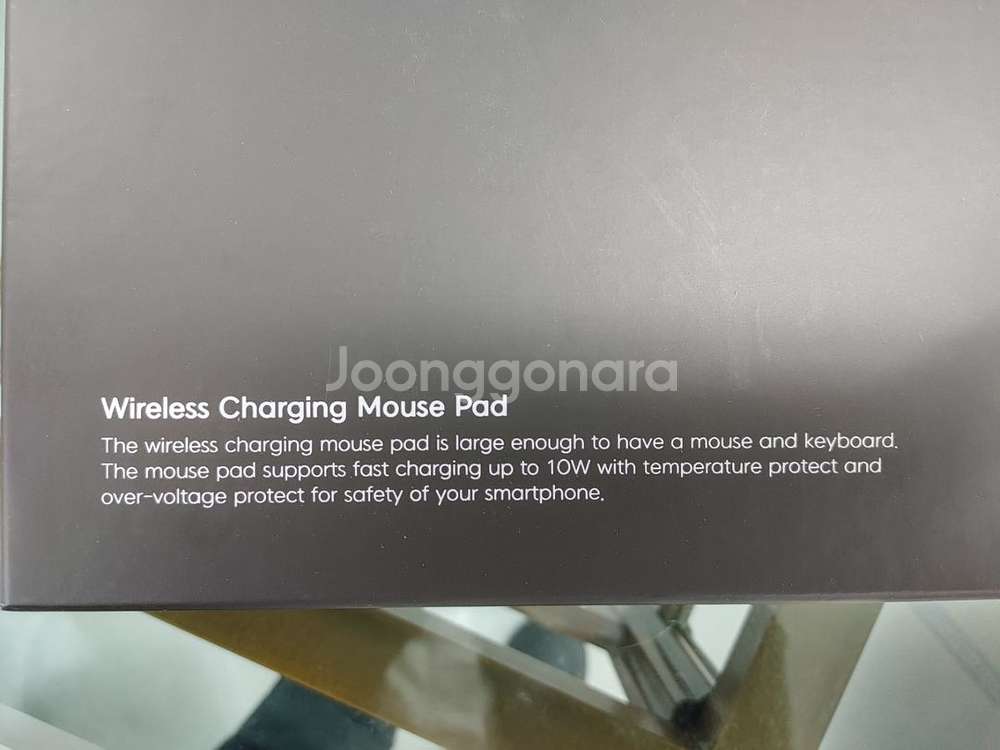 Joonggonara
Wireless Charging Mouse Pad
The wireless charging mouse pad is large enough to have a mouse and keyboard.
The mouse pad supports fast charging up to 10W with temperature protect and
over-voltage protect for safety of your smartphone.